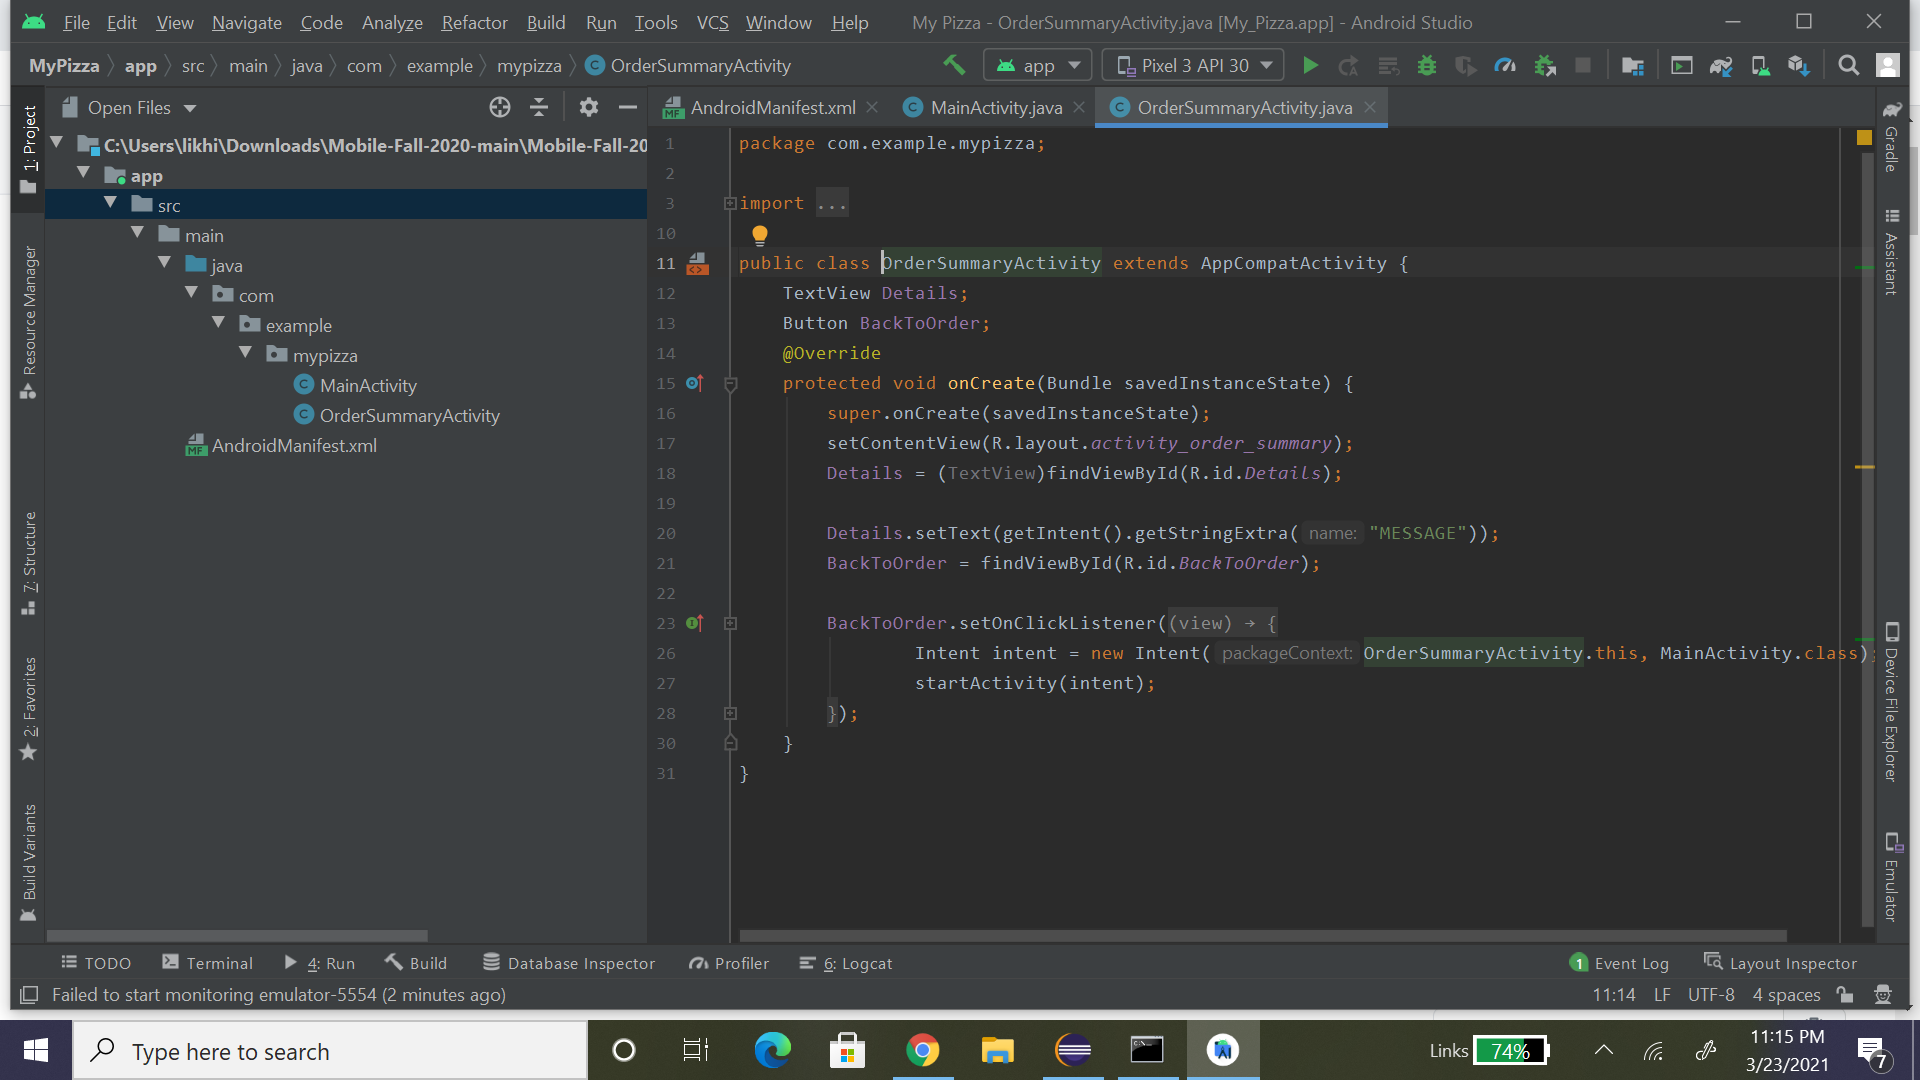 File Edit View Navigate Code Analyze Refactor Build Run Tools VCS Window Help My Pizza - OrderSummaryActivity.java [My_Pizza.app] - Android Studio
MyPizza app src main java com example mypizza OrderSummaryActivity app Pixel 3 API 30
Open Files
AndroidManifest.xml MainActivity.java OrderSummaryActivity.java
C:\Users\likhi\Downloads\Mobile-Fall-2020-main\Mobile-Fall-20
app
src
main
java
com
example
mypizza
MainActivity
OrderSummaryActivity
AndroidManifest.xml
1: Project
Resource Manager
7: Structure
2: Favorites
Build Variants
1 package com.example.mypizza;
2
3 import ...
10
11 public class OrderSummaryActivity extends AppCompatActivity {
12 TextView Details;
13 Button BackToOrder;
14 @Override
15 protected void onCreate(Bundle savedInstanceState) {
16 super.onCreate(savedInstanceState);
17 setContentView(R.layout.activity_order_summary);
18 Details = (TextView)findViewById(R.id.Details);
19
20 Details.setText(getIntent().getStringExtra( name: "MESSAGE"));
21 BackToOrder = findViewById(R.id.BackToOrder);
22
23 BackToOrder.setOnClickListener((view) → {
26 Intent intent = new Intent( packageContext: OrderSummaryActivity.this, MainActivity.class);
27 startActivity(intent);
28 });
30 }
31 }
Gradle
Assistant
Device File Explorer
Emulator
TODO Terminal 4: Run Build Database Inspector Profiler 6: Logcat 1 Event Log Layout Inspector
Failed to start monitoring emulator-5554 (2 minutes ago) 11:14 LF UTF-8 4 spaces
Type here to search
Links 74% 11:15 PM
3/23/2021
7